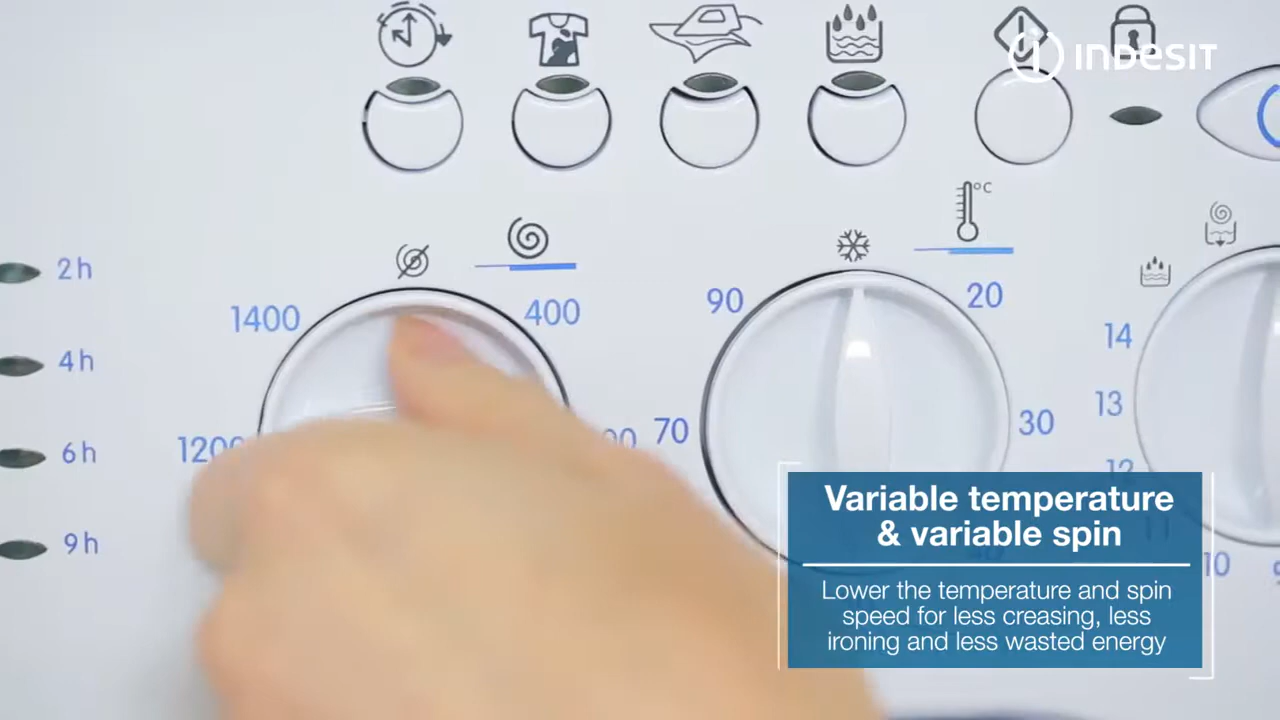 INDESIT
°C
2h
1400
400
90
20
4h
14
1200
70
30
13
6h
12
Variable temperature
& variable spin
9h
10
Lower the temperature and spin
speed for less creasing, less
ironing and less wasted energy